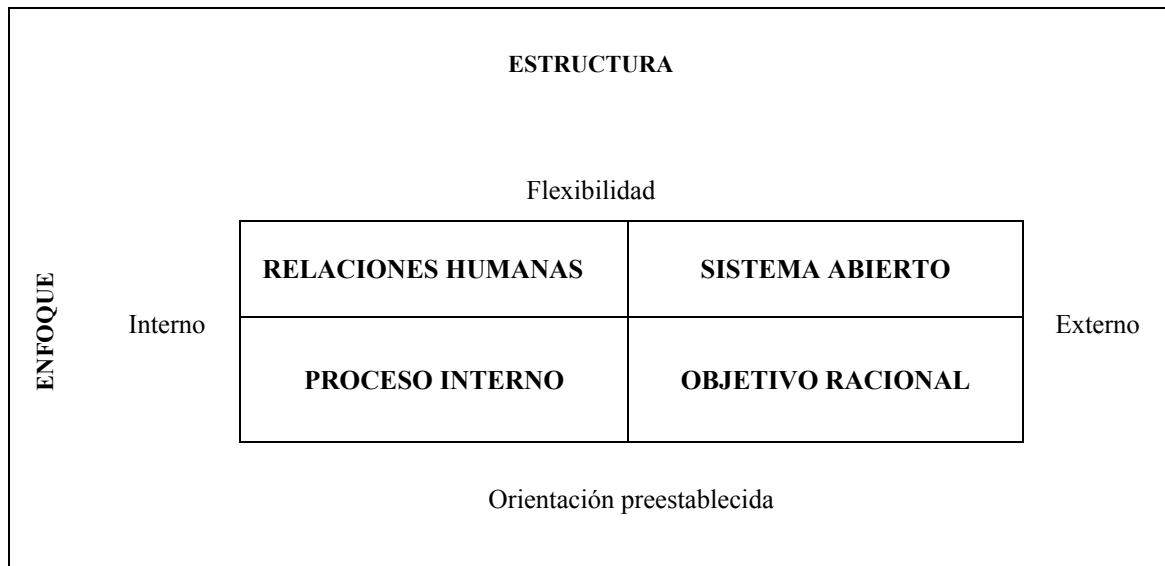 ESTRUCTURA
Flexibilidad
RELACIONES HUMANAS
SISTEMA ABIERTO
ENFOQUE
Interno
Externo
PROCESO INTERNO
OBJETIVO RACIONAL
Orientación preestablecida